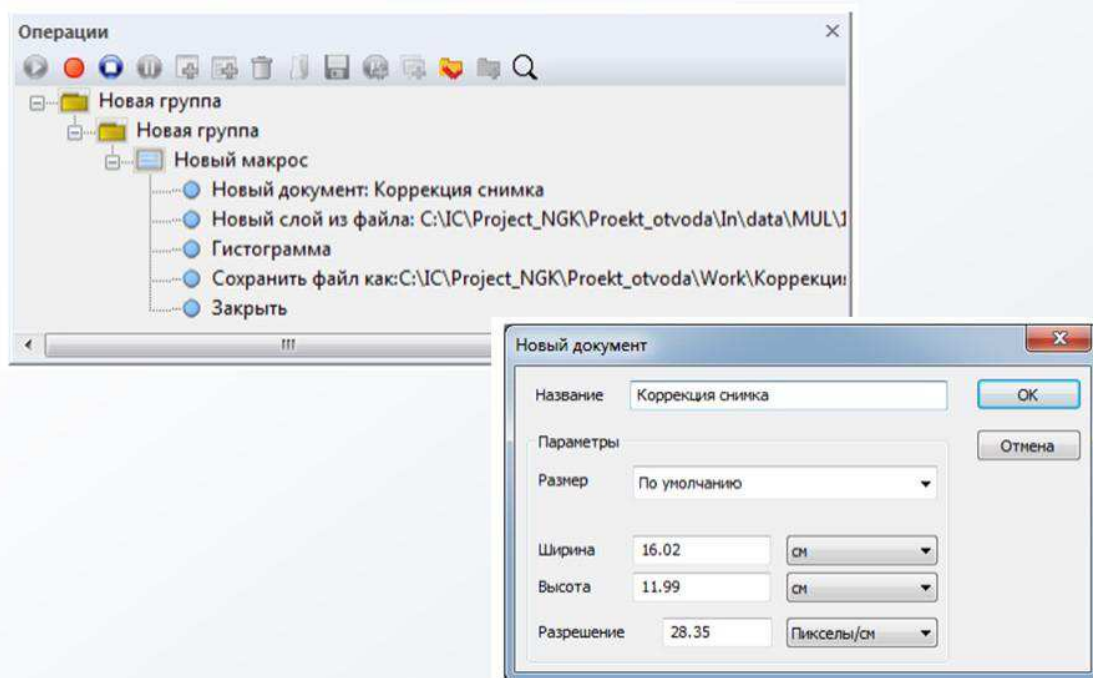 Операции
Новая группа
Новая группа
Новый макрос
Новый документ: Коррекция снимка
Новый слой из файла: C:\IC\Project_NGK\Proekt_otvoda\In\data\MUL\1
Гистограмма
Сохранить файл как:C:\IC\Project_NGK\Proekt_otvoda\Work\Коррекци
Закрыть
Новый документ
Название Коррекция снимка OK
Параметры Отмена
Размер По умолчанию
Ширина 16.02 см
Высота 11.99 см
Разрешение 28.35 Пикселы/см